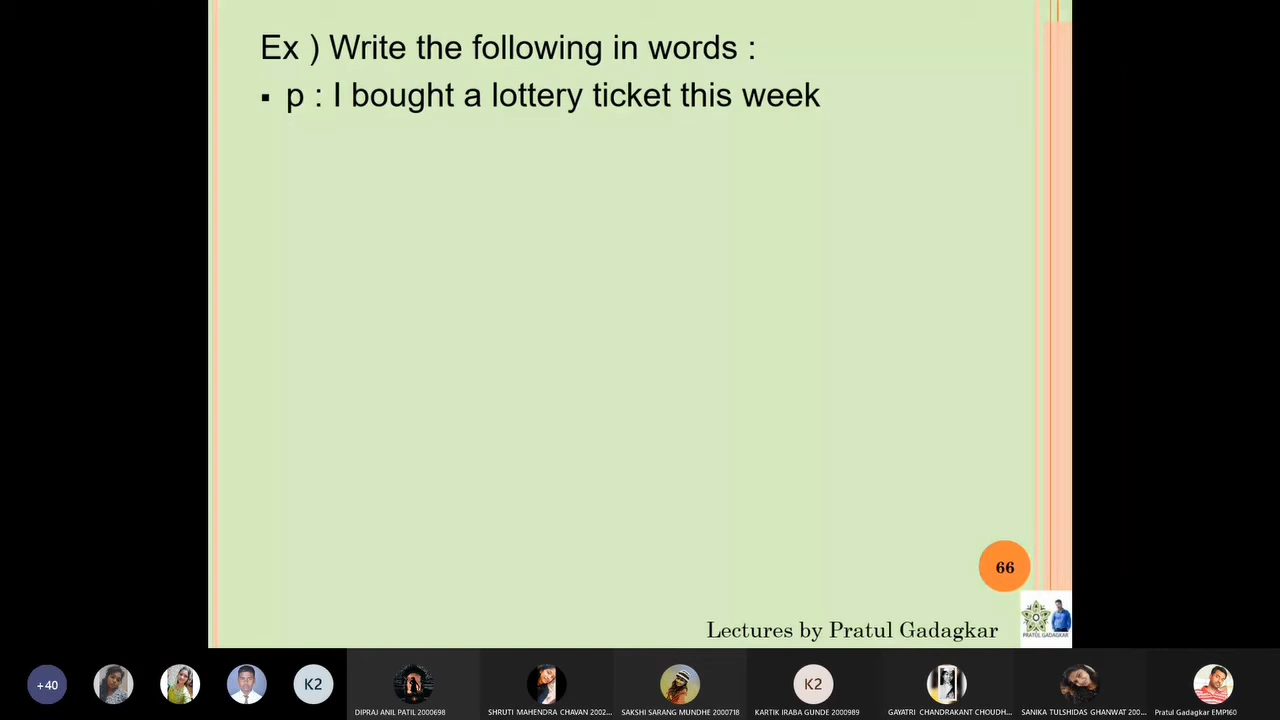 Ex ) Write the following in words :
▪ p : I bought a lottery ticket this week
66
Lectures by Pratul Gadagkar
PRATUL GADAGKAR
+40
K2
DIPRAJ ANIL PATIL 2000698
SHRUTI MAHENDRA CHAVAN 2002...
SAKSHI SARANG MUNDHE 2000718
K2
KARTIK IRABA GUNDE 2000989
GAYATRI CHANDRAKANT CHOUDH...
SANIKA TULSHIDAS GHANWAT 200...
Pratul Gadagkar EMP160